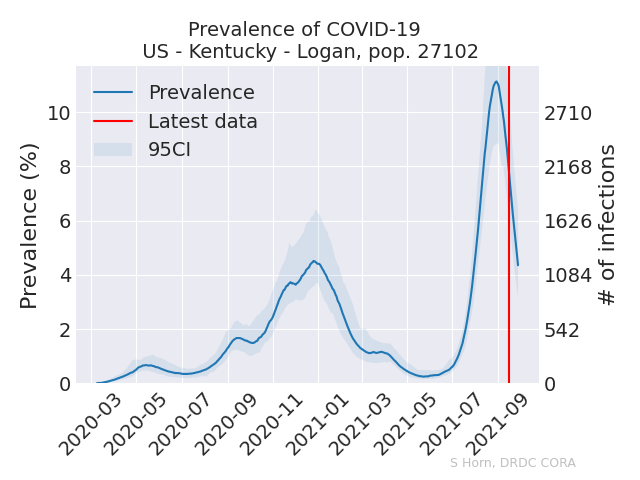 Prevalence of COVID-19
US - Kentucky - Logan, pop. 27102
Prevalence
Latest data
95CI
Prevalence (%)
10
8
6
4
2
0
2710
2168
1626
1084
542
0
# of infections
2020-03
2020-05
2020-07
2020-09
2020-11
2021-01
2021-03
2021-05
2021-07
2021-09
S Horn, DRDC CORA